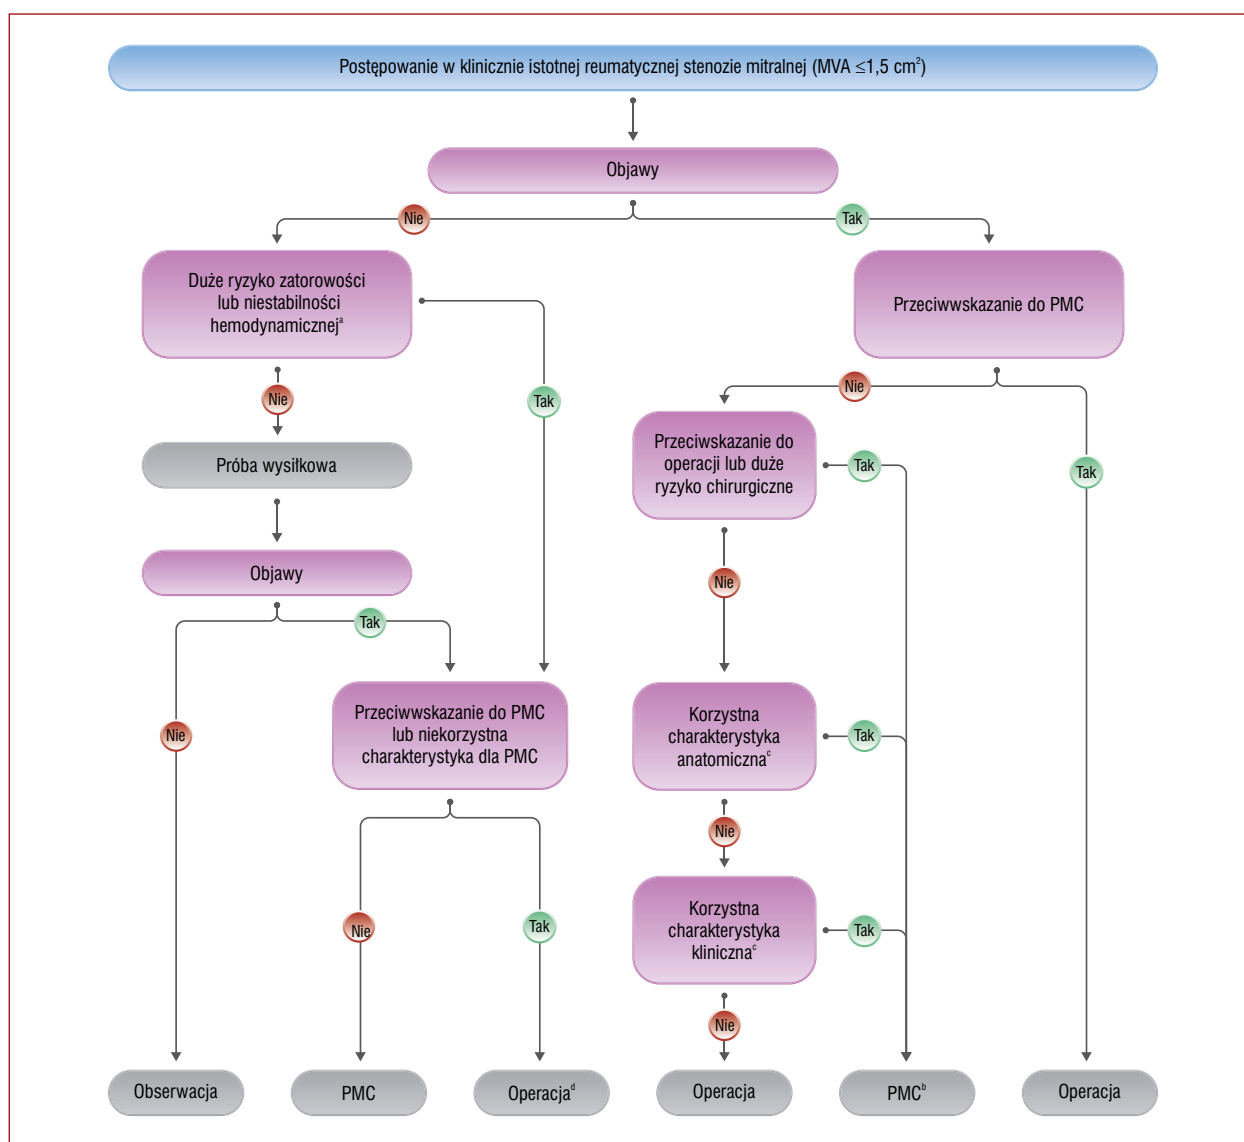 Postępowanie w klinicznie istotnej reumatycznej stenozie mitralnej (MVA ≤1,5 cm²)
Objawy
Nie
Tak
Duże ryzyko zatorowości
lub niestabilności
hemodynamicznejᵃ
Przeciwwskazanie do PMC
Nie
Tak
Nie
Tak
Próba wysiłkowa
Przeciwskazanie do
operacji lub duże
ryzyko chirurgiczne
Tak
Objawy
Nie
Tak
Nie
Przeciwwskazanie do PMC
lub niekorzystna
charakterystyka dla PMC
Korzystna
charakterystyka
anatomicznaᶜ
Tak
Nie
Nie
Tak
Korzystna
charakterystyka
klinicznaᶜ
Tak
Nie
Obserwacja
PMC
Operacjaᵈ
Operacja
PMCᵇ
Operacja